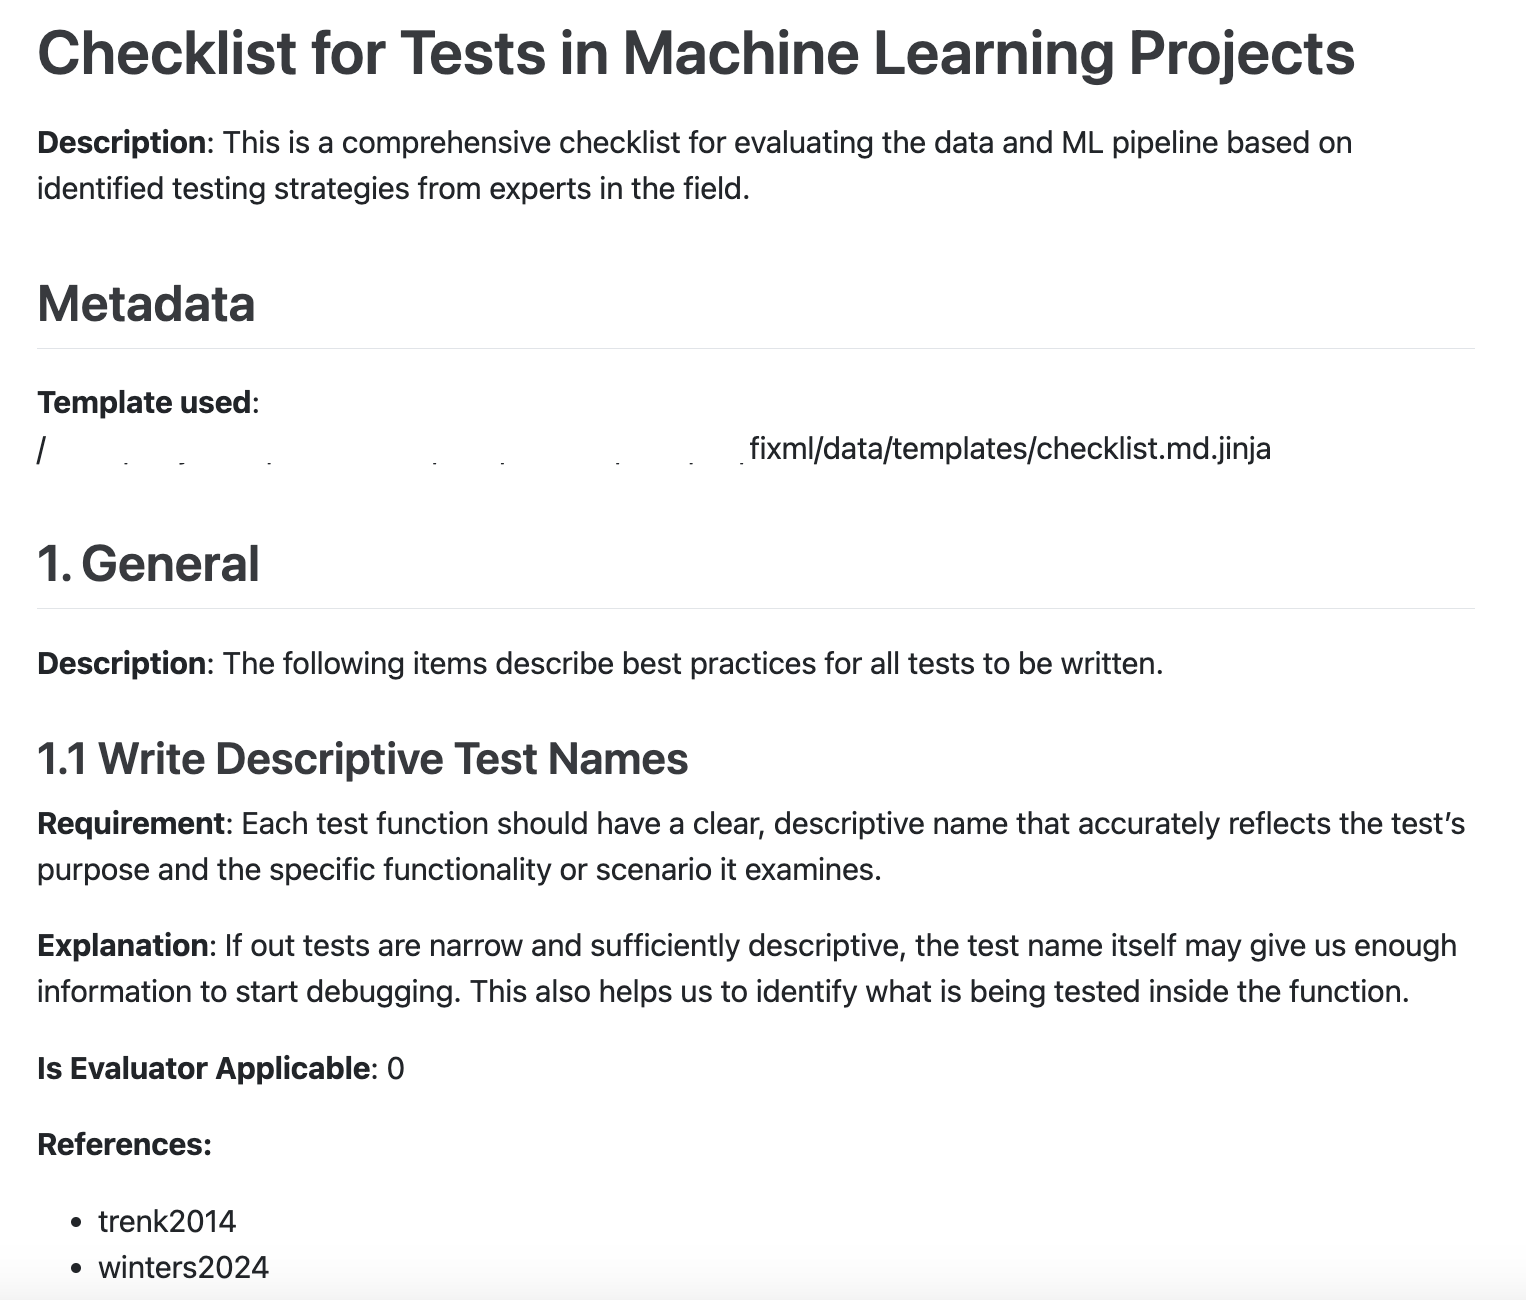 Checklist for Tests in Machine Learning Projects
Description: This is a comprehensive checklist for evaluating the data and ML pipeline based on
identified testing strategies from experts in the field.
Metadata
Template used:
/ fixml/data/templates/checklist.md.jinja
1. General
Description: The following items describe best practices for all tests to be written.
1.1 Write Descriptive Test Names
Requirement: Each test function should have a clear, descriptive name that accurately reflects the test’s
purpose and the specific functionality or scenario it examines.
Explanation: If out tests are narrow and sufficiently descriptive, the test name itself may give us enough
information to start debugging. This also helps us to identify what is being tested inside the function.
Is Evaluator Applicable: 0
References:
• trenk2014
• winters2024